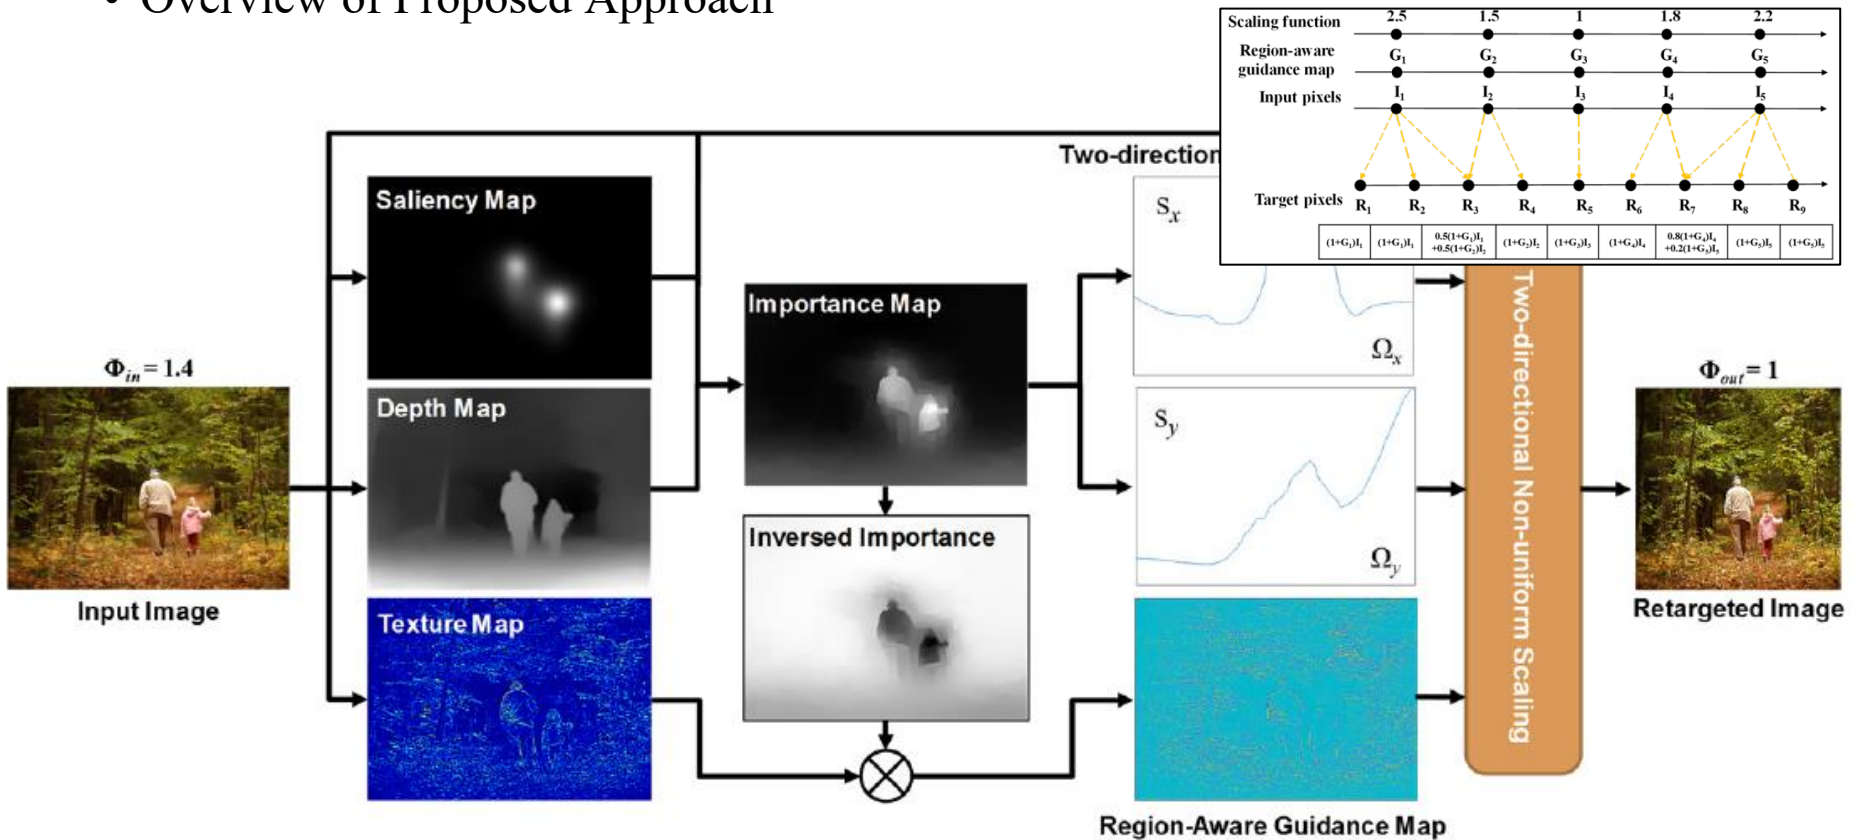 • Overview of Proposed Approach
Scaling function 2.5 1.5 1 1.8 2.2
Region-aware
guidance map G₁ G₂ G₃ G₄ G₅
Input pixels I₁ I₂ I₃ I₄ I₅
Target pixels R₁ R₂ R₃ R₄ R₅ R₆ R₇ R₈ R₉
(1+G₁)I₁ (1+G₁)I₁ 0.5(1+G₁)I₁ (1+G₂)I₂ (1+G₃)I₃ (1+G₄)I₄ 0.8(1+G₄)I₄ (1+G₅)I₅ (1+G₅)I₅
+0.5(1+G₂)I₂ +0.2(1+G₅)I₅
Two-direction
Saliency Map
Sₓ
Importance Map
Ωₓ
Φᵢₙ = 1.4
Φₒᵤₜ = 1
Depth Map
S_y
Inversed Importance
Ω_y
Input Image
Retargeted Image
Texture Map
Two-directional Non-uniform Scaling
Region-Aware Guidance Map